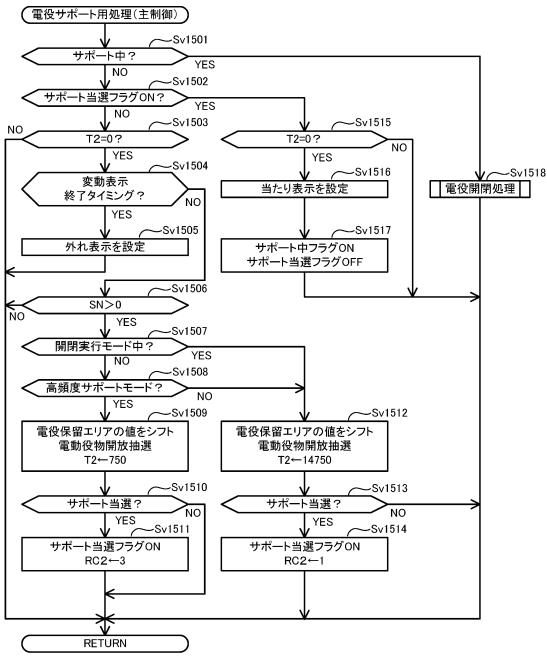 電役サポート用処理(主制御)
Sv1501
サポート中?
YES
NO
Sv1502
サポート当選フラグON?
YES
NO
Sv1503
NO
T2=0?
YES
Sv1504
変動表示
終了タイミング?
NO
YES
Sv1505
外れ表示を設定
Sv1515
T2=0?
NO
YES
Sv1516
当たり表示を設定
Sv1517
サポート中フラグON
サポート当選フラグOFF
Sv1518
電役開閉処理
Sv1506
SN>0
NO
YES
Sv1507
開閉実行モード中?
YES
NO
Sv1508
高頻度サポートモード?
NO
YES
Sv1509
電役保留エリアの値をシフト
電動役物開放抽選
T2←750
Sv1512
電役保留エリアの値をシフト
電動役物開放抽選
T2←14750
Sv1510
サポート当選?
NO
YES
Sv1511
サポート当選フラグON
RC2←3
Sv1513
サポート当選?
NO
YES
Sv1514
サポート当選フラグON
RC2←1
RETURN